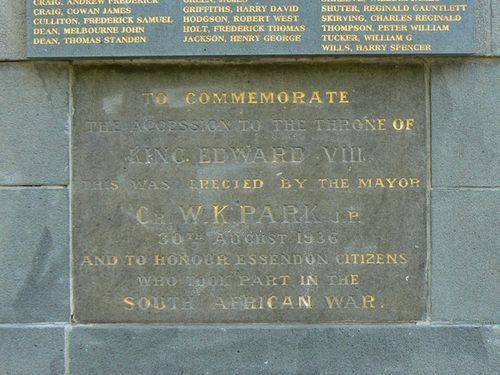 CRAIG, ANDREW FREDERICK
CRAIG, COWAN JAMES
CULLITON, FREDERICK SAMUEL
DEAN, MELBOURNE JOHN
DEAN, THOMAS STANDEN
GRIFFITHS, HARRY DAVID
HODGSON, ROBERT WEST
HOLT, FREDERICK THOMAS
JACKSON, HENRY GEORGE
SHUTER, REGINALD GAUNTLETT
SKIRVING, CHARLES REGINALD
THOMPSON, PETER WILLIAM
TUCKER, WILLIAM G
WILLS, HARRY SPENCER
TO COMMEMORATE
THE ACCESSION TO THE THRONE OF
KING EDWARD VIII
THIS WAS ERECTED BY THE MAYOR
CR. W.K. PARK J.P.
30TH AUGUST 1936
AND TO HONOUR ESSENDON CITIZENS
WHO TOOK PART IN THE
SOUTH AFRICAN WAR.